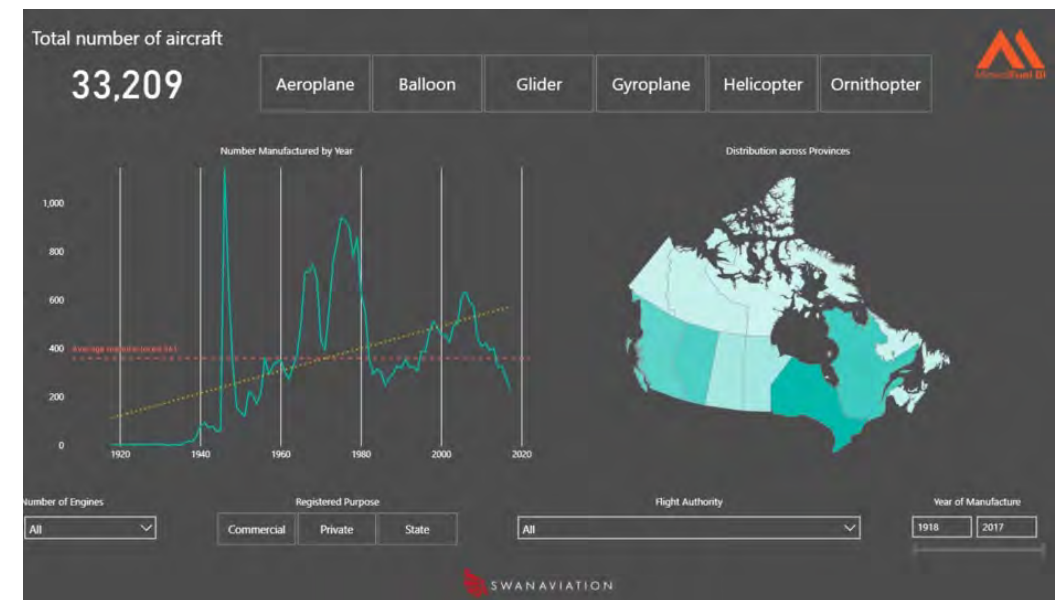 Total number of aircraft
33,209
Aeroplane
Balloon
Glider
Gyroplane
Helicopter
Ornithopter
Number Manufactured by Year
1,000
800
600
400
200
0
1920
1940
1960
1980
2000
2020
Distribution across Provinces
Number of Engines
All
Registered Purpose
Commercial
Private
State
Flight Authority
All
Year of Manufacture
1918
2017
SWANAVIATION